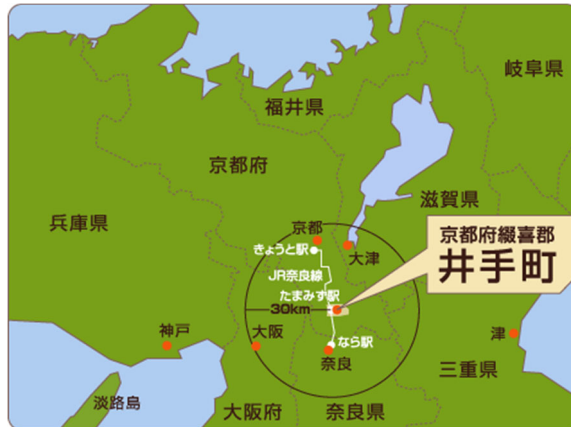 岐阜県
福井県
京都府
滋賀県
兵庫県
京都府綴喜郡
井手町
京都
きょうと駅
大津
JR奈良線
たまみず駅
30km
神戸
大阪
なら駅
奈良
津
三重県
淡路島
大阪府
奈良県